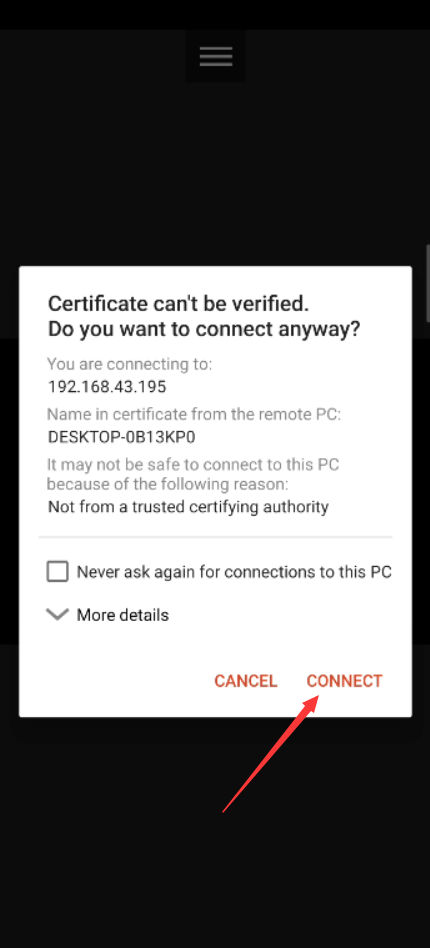 Certificate can't be verified.
Do you want to connect anyway?
You are connecting to:
192.168.43.195
Name in certificate from the remote PC:
DESKTOP-0B13KP0
It may not be safe to connect to this PC
because of the following reason:
Not from a trusted certifying authority
Never ask again for connections to this PC
More details
CANCEL CONNECT